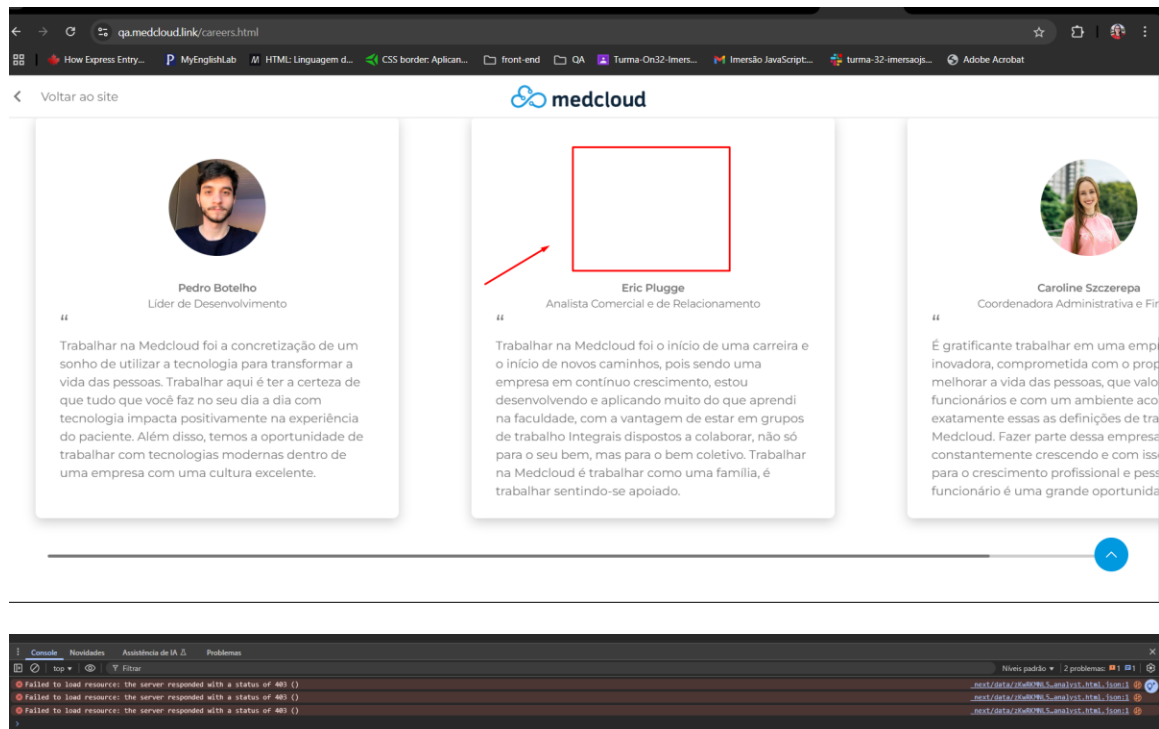 qa.medcloud.link/careers.html
How Express Entry...
MyEnglishLab
HTML: Linguagem d...
CSS border: Aplican...
front-end
QA
Turma-On32-Imers...
Imersão JavaScript:...
turma-32-imersaojs...
Adobe Acrobat
Voltar ao site
medcloud
Pedro Botelho
Líder de Desenvolvimento
“
Trabalhar na Medcloud foi a concretização de um
sonho de utilizar a tecnologia para transformar a
vida das pessoas. Trabalhar aqui é ter a certeza de
que tudo que você faz no seu dia a dia com
tecnologia impacta positivamente na experiência
do paciente. Além disso, temos a oportunidade de
trabalhar com tecnologias modernas dentro de
uma empresa com uma cultura excelente.
Eric Plugge
Analista Comercial e de Relacionamento
“
Trabalhar na Medcloud foi o início de uma carreira e
o início de novos caminhos, pois sendo uma
empresa em contínuo crescimento, estou
desenvolvendo e aplicando muito do que aprendi
na faculdade, com a vantagem de estar em grupos
de trabalho Integrais dispostos a colaborar, não só
para o seu bem, mas para o bem coletivo. Trabalhar
na Medcloud é trabalhar como uma família, é
trabalhar sentindo-se apoiado.
Caroline Szczerepa
Coordenadora Administrativa e Fir
“
É gratificante trabalhar em uma emp
inovadora, comprometida com o prop
melhorar a vida das pessoas, que valo
funcionários e com um ambiente aco
exatamente essas as definições de tra
Medcloud. Fazer parte dessa empresa
constantemente crescendo e com iss
para o crescimento profissional e pess
funcionário é uma grande oportunida
Console Novidades Assistência de IA Problemas
top Filtrar Níveis padrão 2 problemas: 1 1
Failed to load resource: the server responded with a status of 403 ()
Failed to load resource: the server responded with a status of 403 ()
Failed to load resource: the server responded with a status of 403 ()